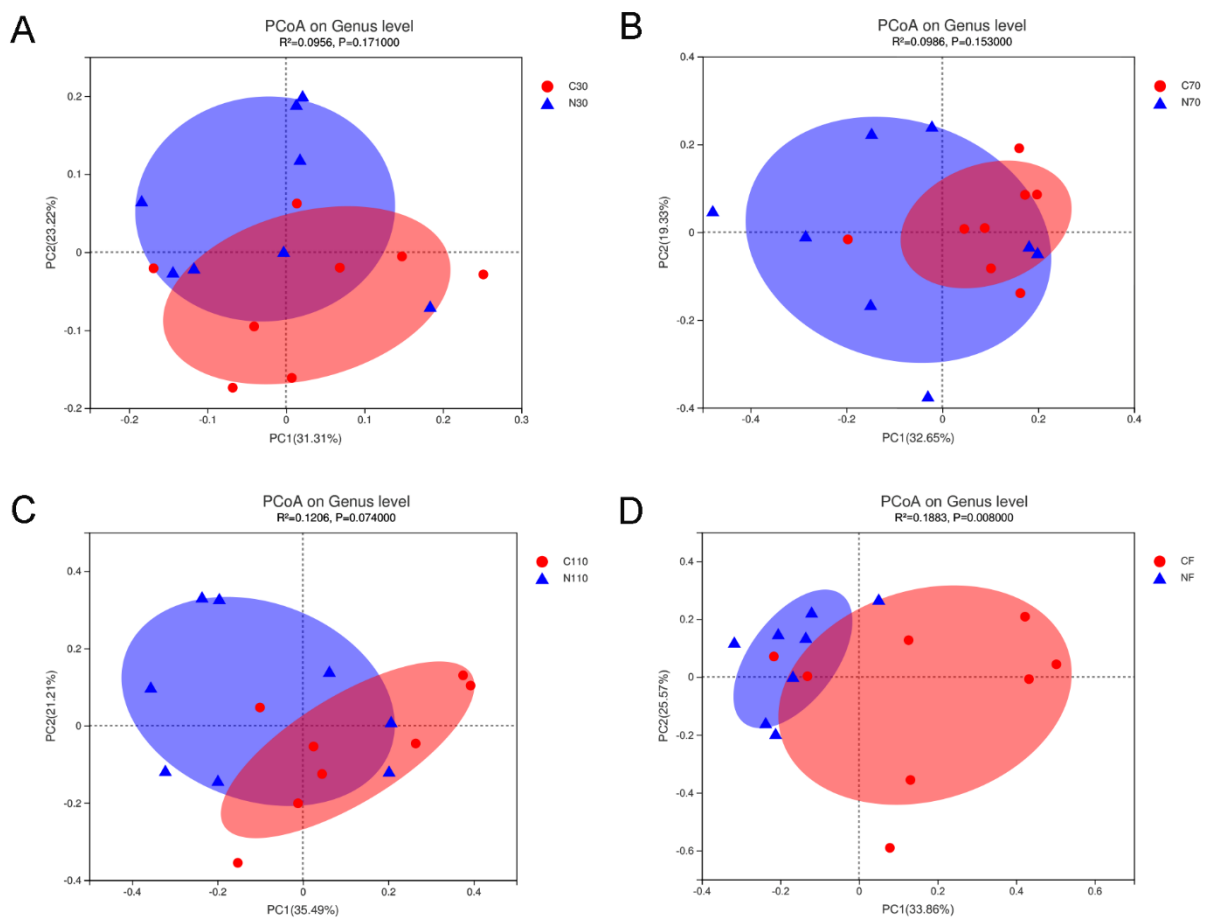 A
PCoA on Genus level
R²=0.0956, P=0.171000
C30
N30
0.2
0.1
0
-0.1
-0.2
PC2(23.22%)
-0.2
-0.1
0
0.1
0.2
0.3
PC1(31.31%)
B
PCoA on Genus level
R²=0.0986, P=0.153000
C70
N70
0.4
0.2
0
-0.2
-0.4
PC2(19.33%)
-0.4
-0.2
0
0.2
0.4
PC1(32.65%)
C
PCoA on Genus level
R²=0.1206, P=0.074000
C110
N110
0.4
0.2
0
-0.2
-0.4
PC2(21.21%)
-0.4
-0.2
0
0.2
0.4
PC1(35.49%)
D
PCoA on Genus level
R²=0.1883, P=0.008000
CF
NF
0.4
0.2
0
-0.2
-0.4
-0.6
PC2(25.57%)
-0.4
-0.2
0
0.2
0.4
0.6
PC1(33.86%)